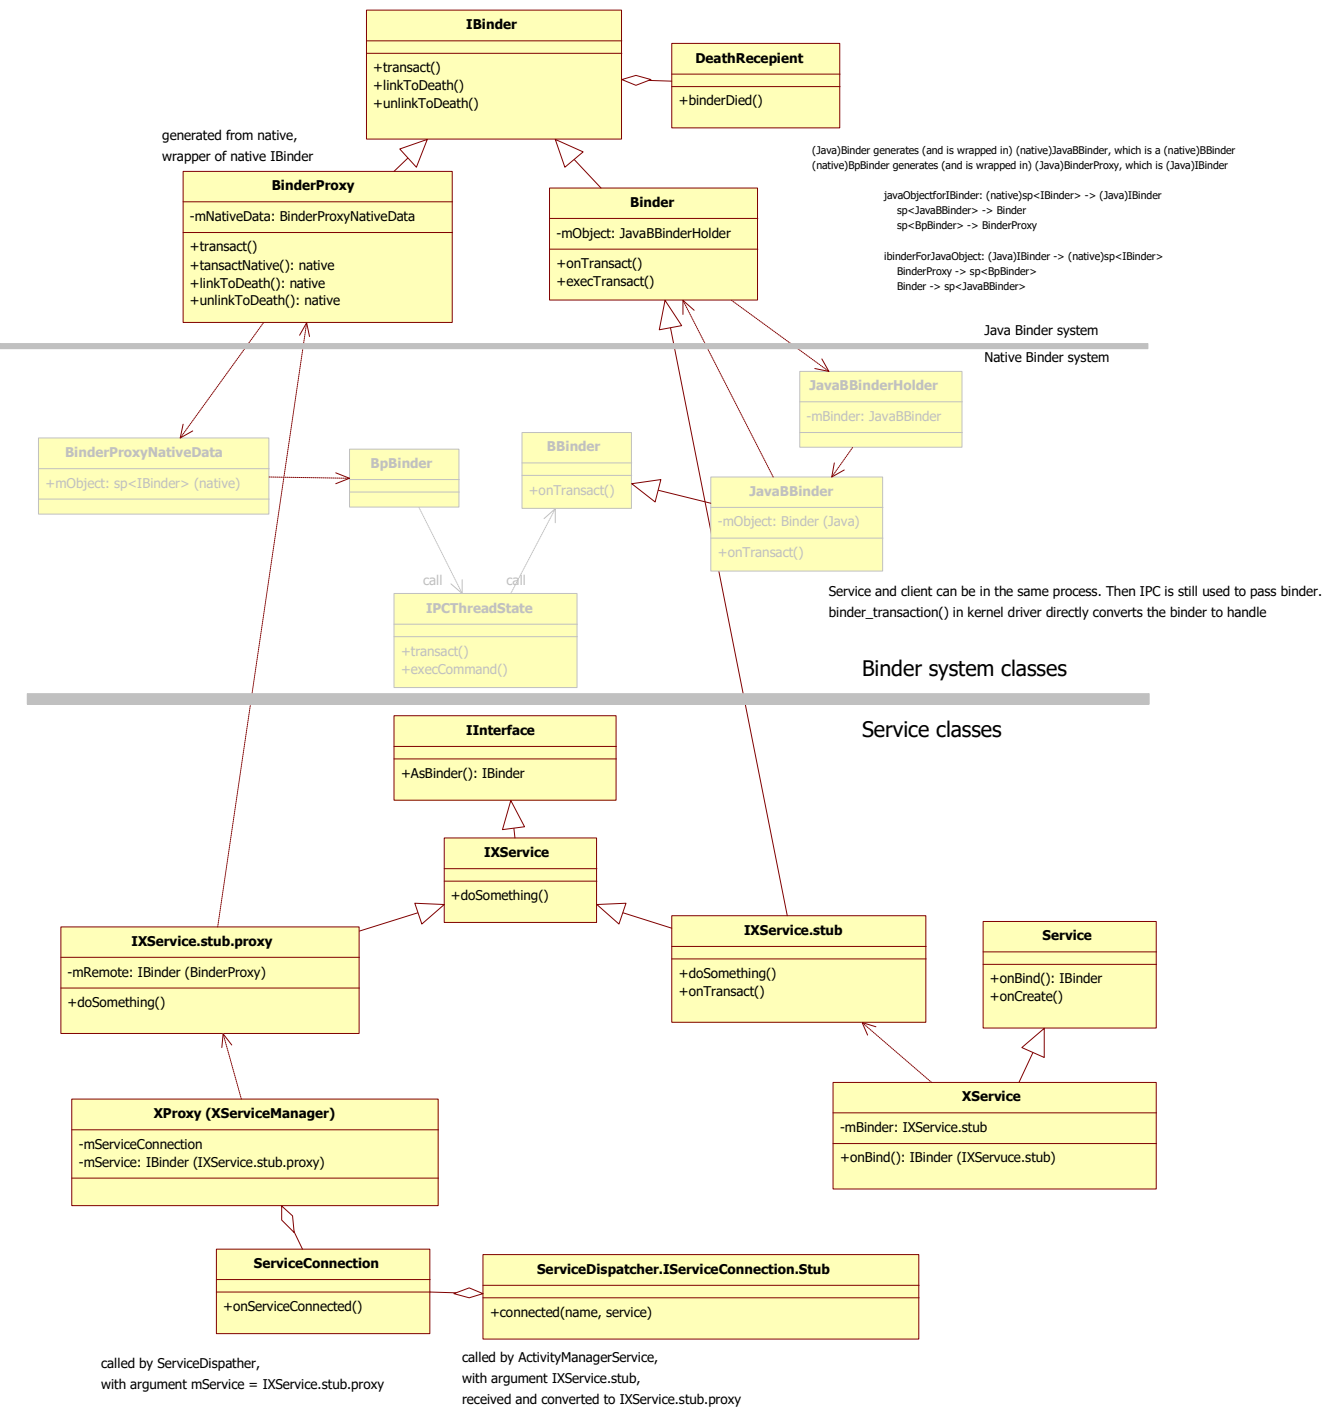 IBinder
+transact()
+linkToDeath()
+unlinkToDeath()
DeathRecepient
+binderDied()
generated from native,
wrapper of native IBinder
(Java)Binder generates (and is wrapped in) (native)JavaBBinder, which is a (native)BBinder
(native)BpBinder generates (and is wrapped in) (Java)BinderProxy, which is (Java)IBinder
javaObjectforIBinder: (native)sp<IBinder> -> (Java)IBinder
sp<JavaBBinder> -> Binder
sp<BpBinder> -> BinderProxy
ibinderForJavaObject: (Java)IBinder -> (native)sp<IBinder>
BinderProxy -> sp<BpBinder>
Binder -> sp<JavaBBinder>
BinderProxy
-mNativeData: BinderProxyNativeData
+transact()
+tansactNative(): native
+linkToDeath(): native
+unlinkToDeath(): native
Binder
-mObject: JavaBBinderHolder
+onTransact()
+execTransact()
Java Binder system
Native Binder system
JavaBBinderHolder
-mBinder: JavaBBinder
BinderProxyNativeData
+mObject: sp<IBinder> (native)
BpBinder
BBinder
+onTransact()
JavaBBinder
-mObject: Binder (Java)
+onTransact()
call
call
IPCThreadState
+transact()
+execCommand()
Service and client can be in the same process. Then IPC is still used to pass binder.
binder_transaction() in kernel driver directly converts the binder to handle
Binder system classes
Service classes
IInterface
+AsBinder(): IBinder
IXService
+doSomething()
IXService.stub.proxy
-mRemote: IBinder (BinderProxy)
+doSomething()
IXService.stub
+doSomething()
+onTransact()
Service
+onBind(): IBinder
+onCreate()
XProxy (XServiceManager)
-mServiceConnection
-mService: IBinder (IXService.stub.proxy)
XService
-mBinder: IXService.stub
+onBind(): IBinder (IXServuce.stub)
ServiceConnection
+onServiceConnected()
ServiceDispatcher.IServiceConnection.Stub
+connected(name, service)
called by ServiceDispather,
with argument mService = IXService.stub.proxy
called by ActivityManagerService,
with argument IXService.stub,
received and converted to IXService.stub.proxy